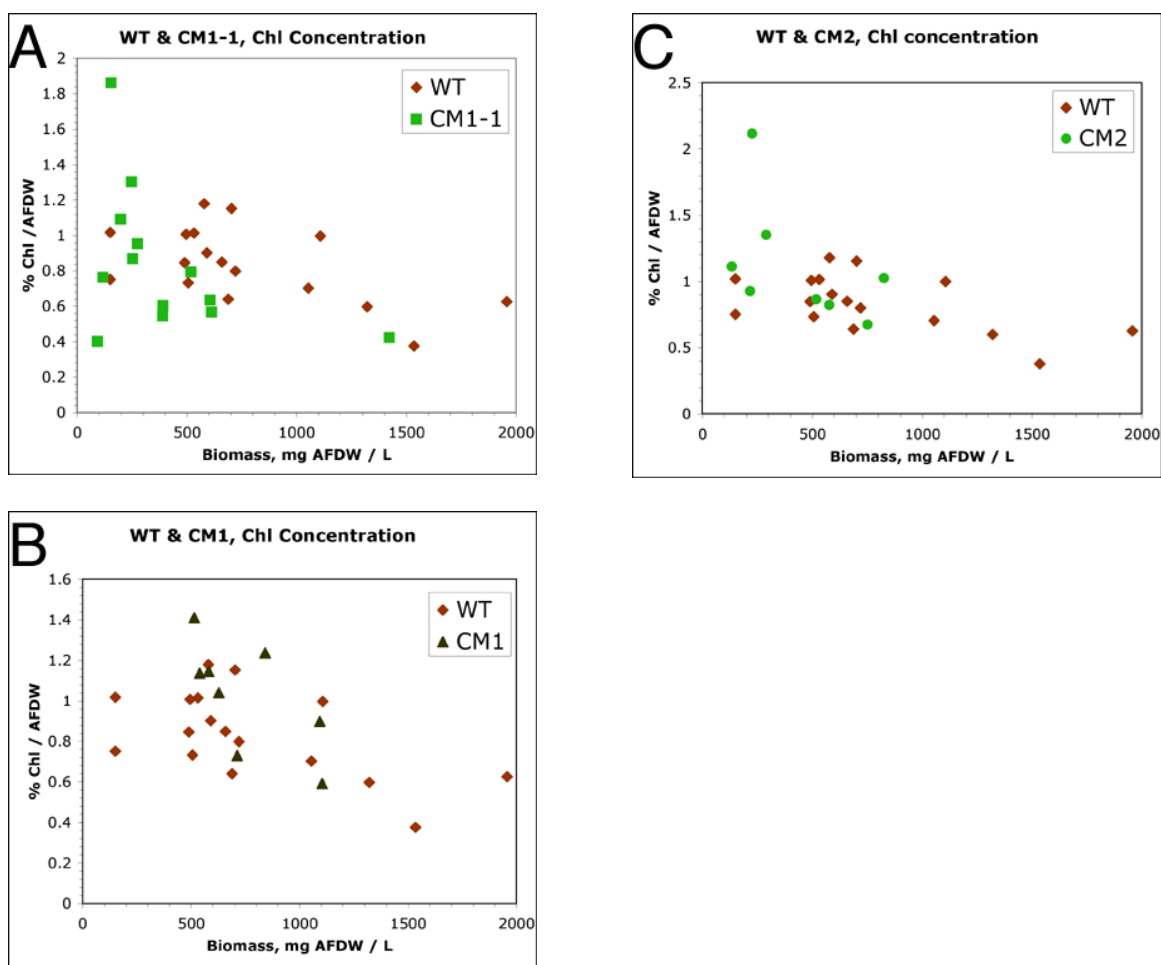 A
WT & CM1-1, Chl Concentration
2
1.8
1.6
1.4
1.2
1
0.8
0.6
0.4
0.2
0
% Chl /AFDW
WT
CM1-1
0 500 1000 1500 2000
Biomass, mg AFDW / L
C
WT & CM2, Chl concentration
2.5
2
1.5
1
0.5
0
% Chl / AFDW
WT
CM2
0 500 1000 1500 2000
Biomass, mg AFDW / L
B
WT & CM1, Chl Concentration
1.6
1.4
1.2
1
0.8
0.6
0.4
0.2
0
% Chl / AFDW
WT
CM1
0 500 1000 1500 2000
Biomass, mg AFDW / L